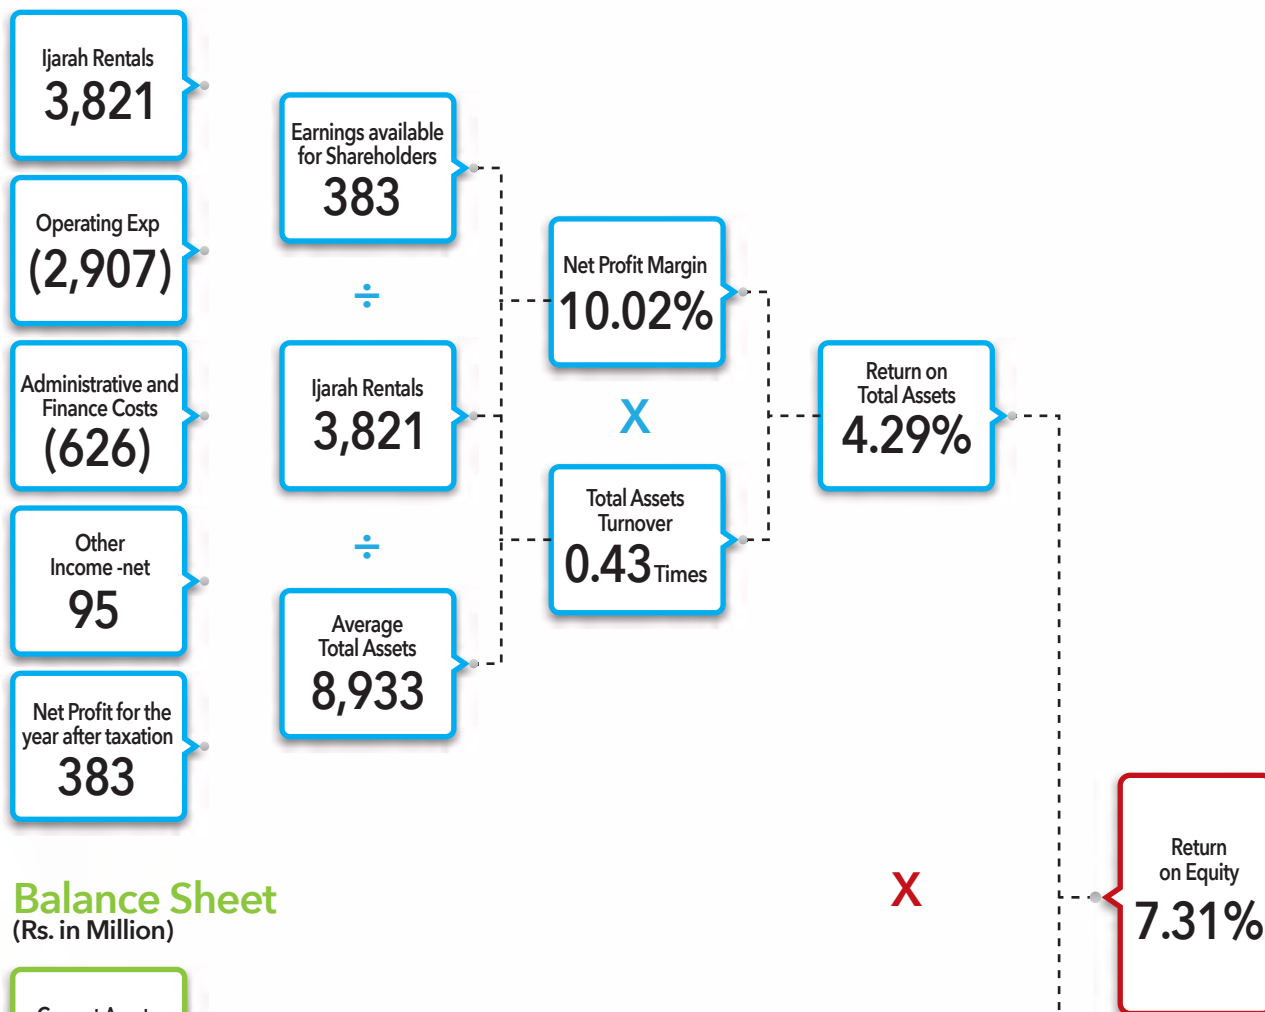 Ijarah Rentals
3,821
Operating Exp
(2,907)
Administrative and
Finance Costs
(626)
Other
Income -net
95
Net Profit for the
year after taxation
383
Earnings available
for Shareholders
383
÷
Ijarah Rentals
3,821
÷
Average
Total Assets
8,933
Net Profit Margin
10.02%
X
Total Assets
Turnover
0.43 Times
Return on
Total Assets
4.29%
X
Return
on Equity
7.31%
Balance Sheet
(Rs. in Million)